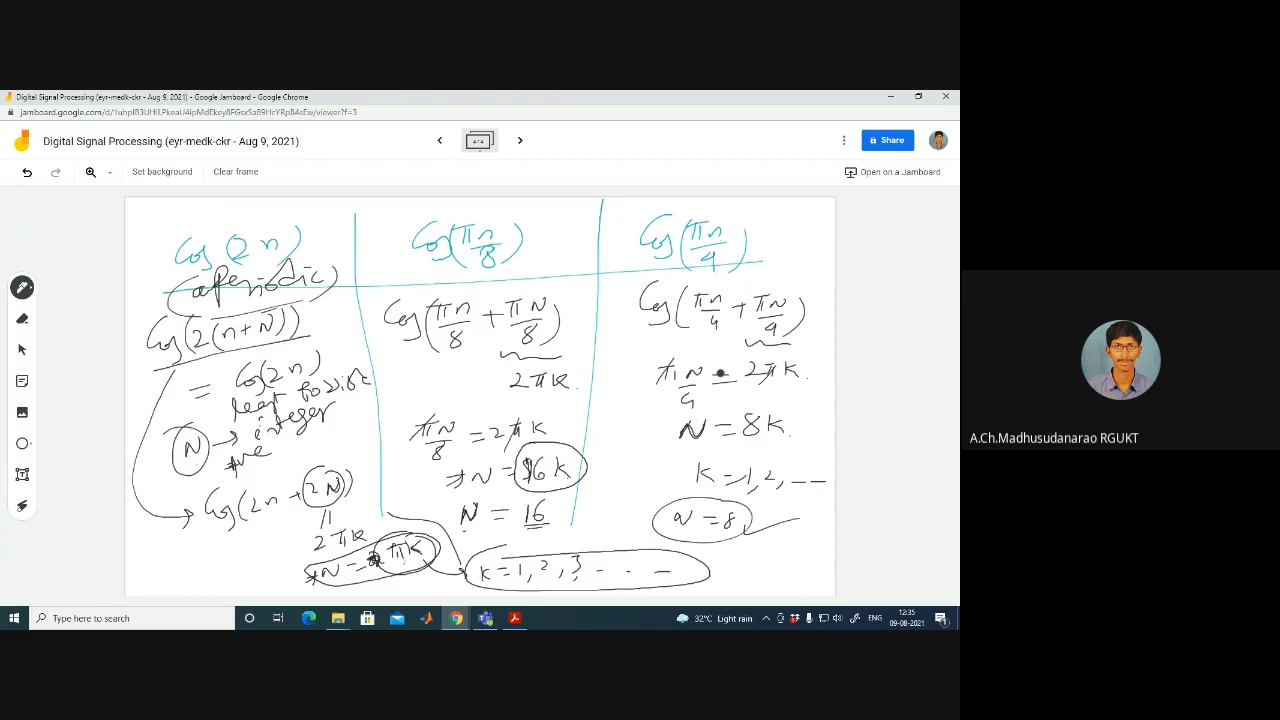 Digital Signal Processing (eyr-medk-ckr - Aug 9, 2021) - Google Jamboard - Google Chrome
Digital Signal Processing (eyr-medk-ckr - Aug 9, 2021)
4/4
Share
Set background
Clear frame
Open on a Jamboard
Cos(2n)
(aperiodic)
Cos(2(n+N))
= Cos(2n)
N →
integer
+ve
Cos(2n + 2N)
11
2πK
N = πK
Cos(πn/8)
Cos(πn/8 + πN/8)
2πK.
πN/8 = 2πK
N = 16K
N = 16
K = 1, 2, 3, - - -
Cos(πn/4)
Cos(πn/4 + πN/4)
πN/4 = 2πK.
N = 8K.
K = 1, 2, - -
N = 8
A.Ch.Madhusudanarao RGUKT
Type here to search
32°C Light rain
ENG
12:35
09-08-2021